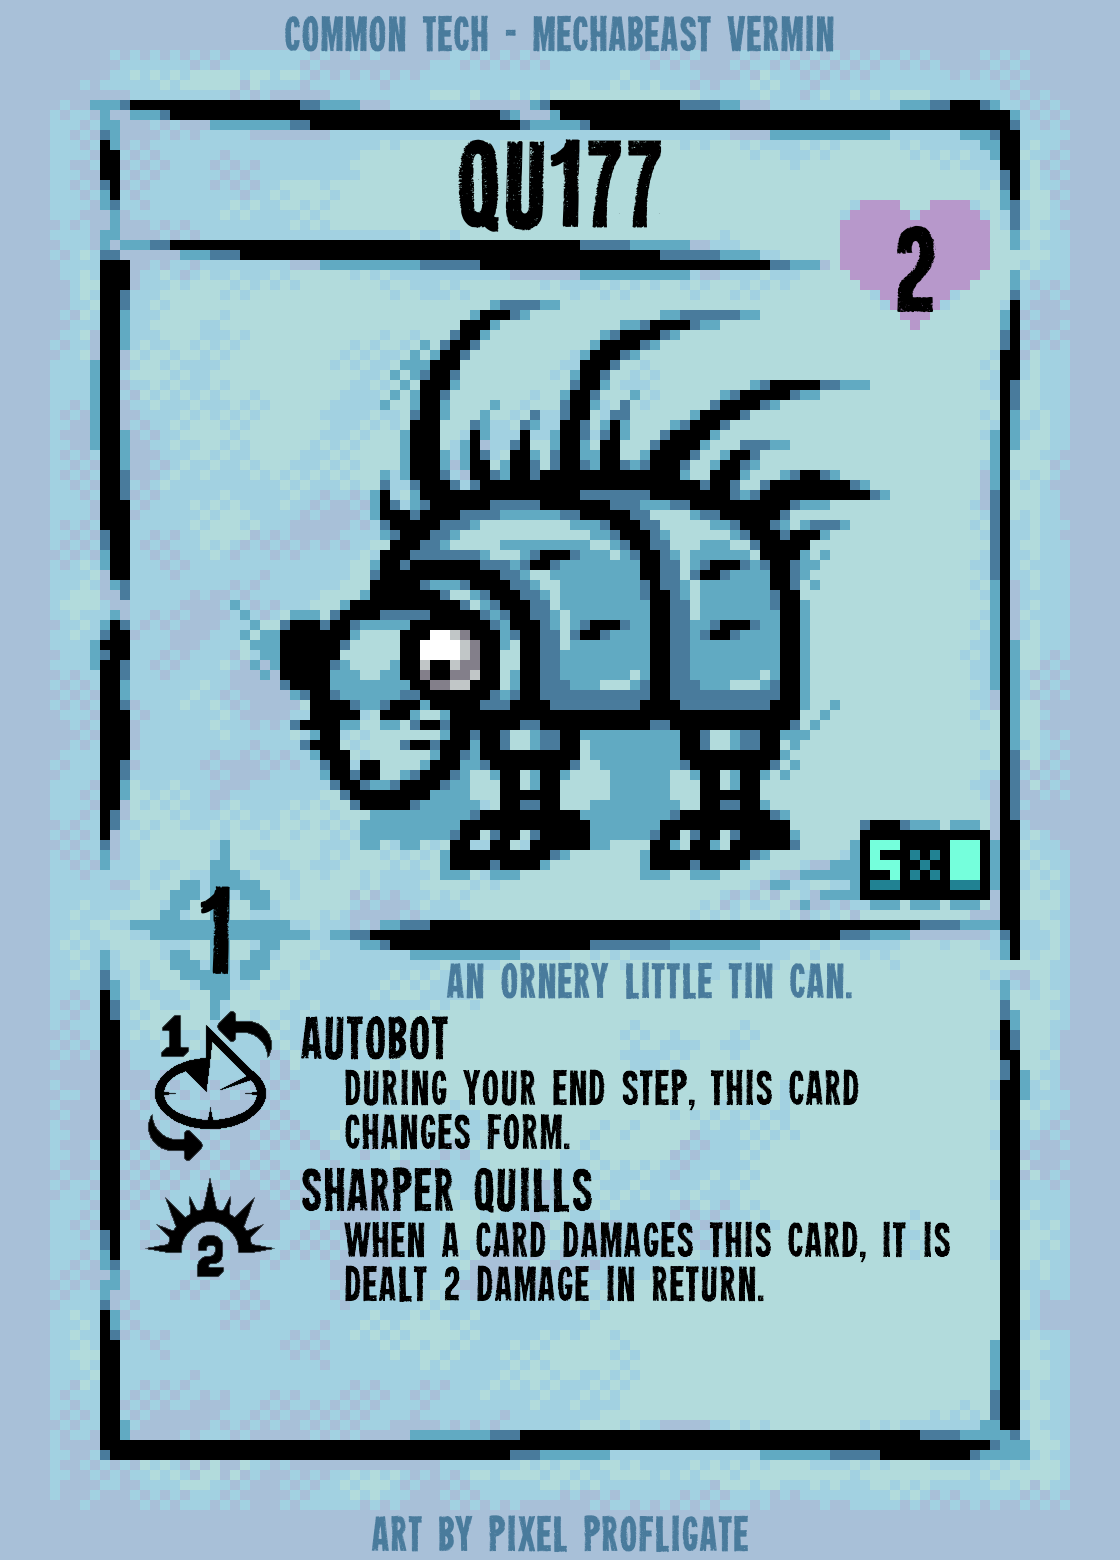 COMMON TECH - MECHABEAST VERMIN
QU177
2
5 x
1
AN ORNERY LITTLE TIN CAN.
1
AUTOBOT
DURING YOUR END STEP, THIS CARD
CHANGES FORM.
SHARPER QUILLS
2
WHEN A CARD DAMAGES THIS CARD, IT IS
DEALT 2 DAMAGE IN RETURN.
ART BY PIXEL PROFLIGATE